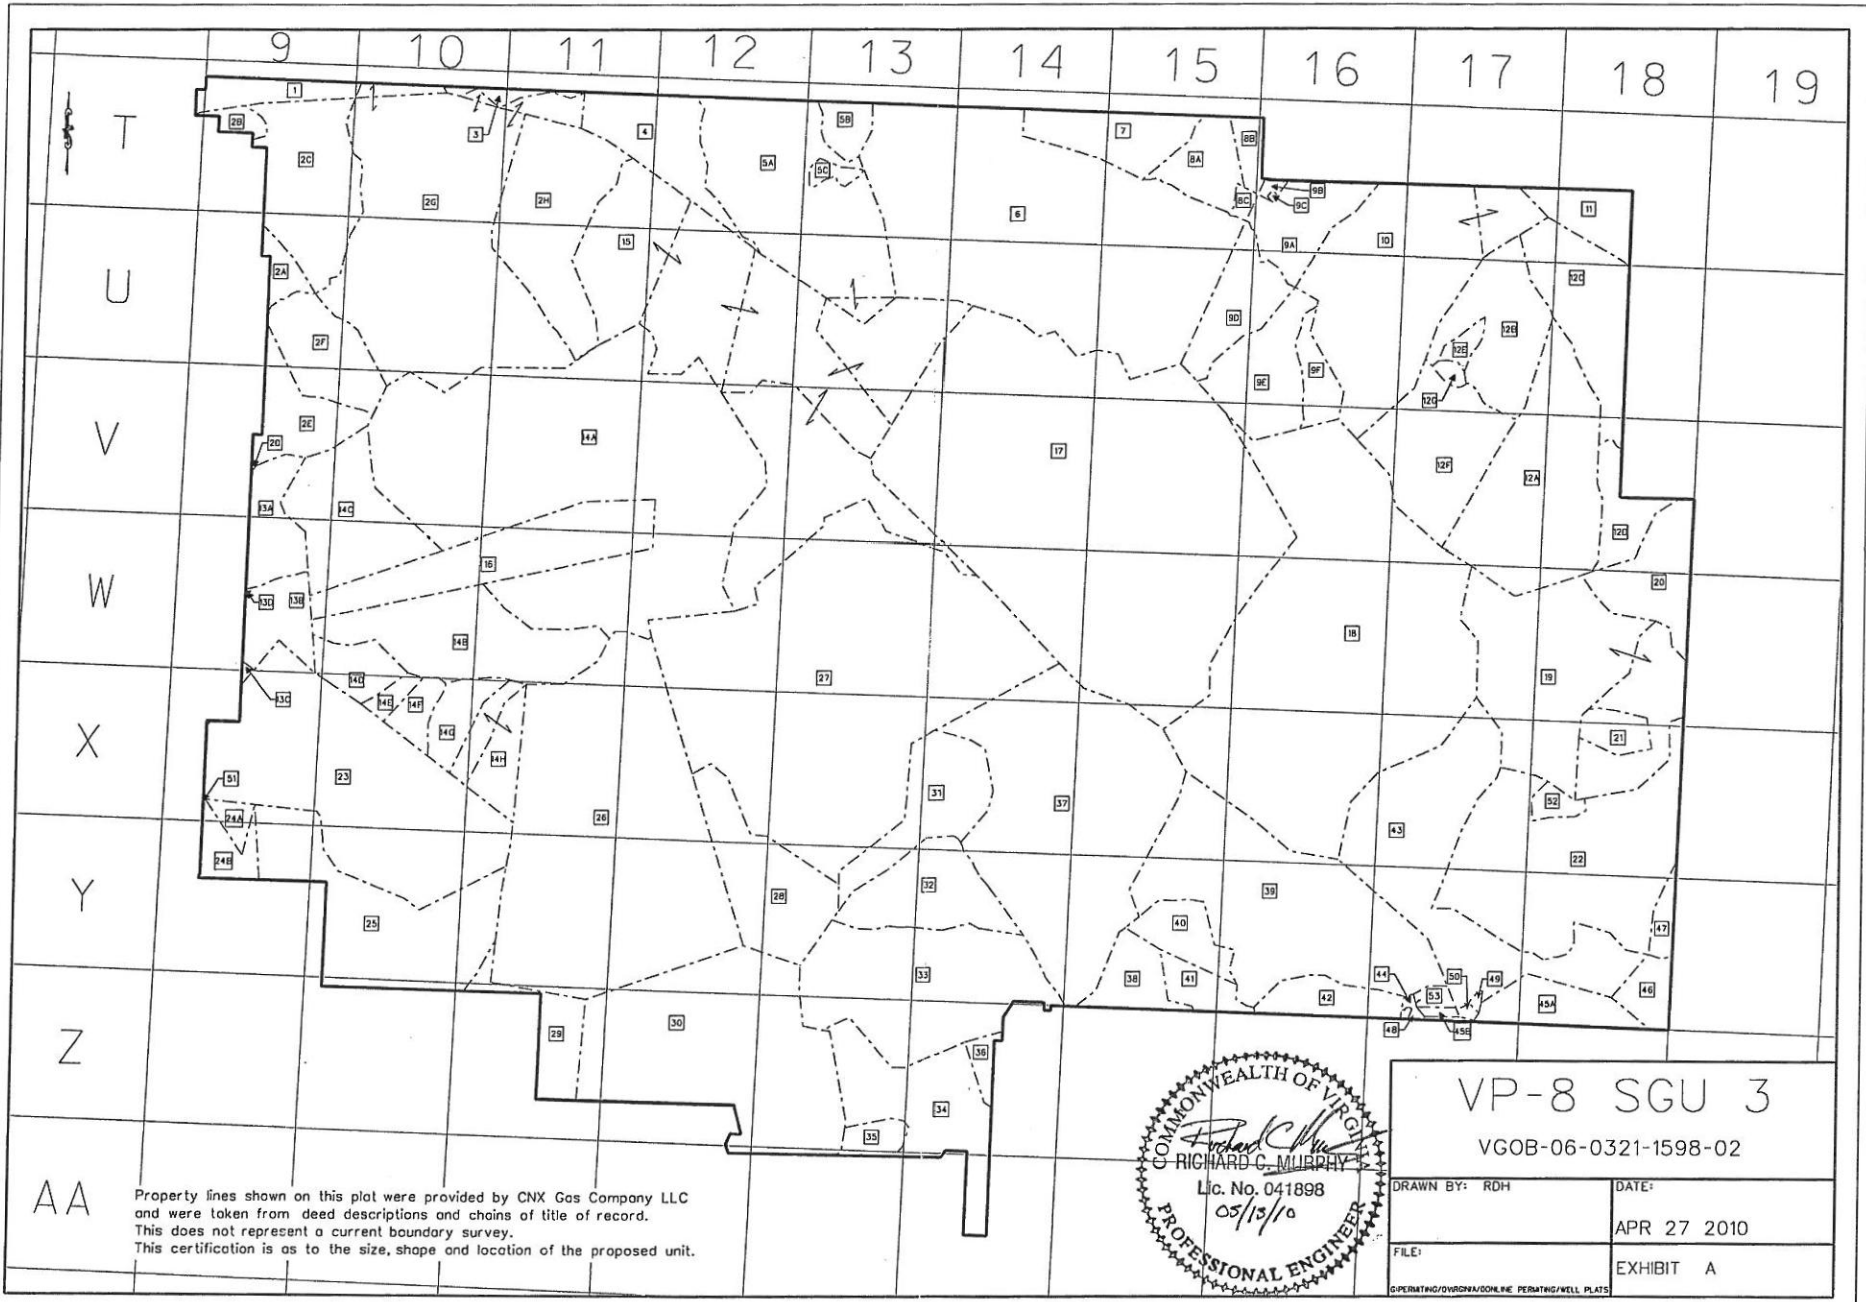 9 10 11 12 13 14 15 16 17 18 19
T
U
V
W
X
Y
Z
AA
1
2B
2C
3
4
5A
5B
5C
7
8A
8B
8C
9B
9C
2G
2H
15
6
9A
10
11
2A
2F
9D
9E
9F
12B
12E
12G
2E
14A
17
12F
12A
13A
14C
16
12D
20
13D
13B
14B
18
27
19
13C
14D
14E
14F
14G
14H
21
51
23
24A
24B
26
31
37
43
52
22
25
28
32
39
40
47
33
38
41
42
44
50
49
53
45A
46
48
45B
29
30
36
34
35
Property lines shown on this plat were provided by CNX Gas Company LLC
and were taken from deed descriptions and chains of title of record.
This does not represent a current boundary survey.
This certification is as to the size, shape and location of the proposed unit.
COMMONWEALTH OF VIRGINIA
RICHARD C. MURPHY
Lic. No. 041898
05/13/10
PROFESSIONAL ENGINEER
VP-8 SGU 3
VGOB-06-0321-1598-02
DRAWN BY: RDH
DATE:
APR 27 2010
FILE:
EXHIBIT A